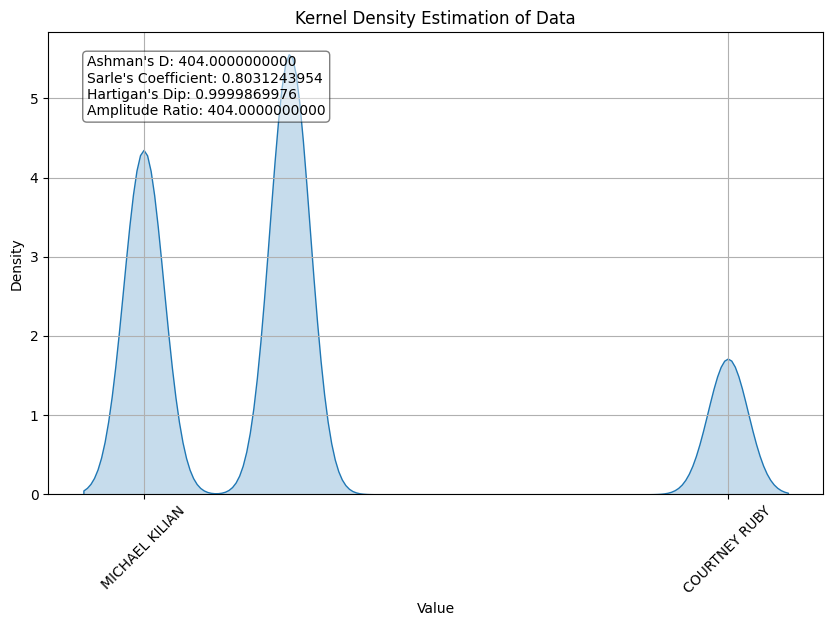 Kernel Density Estimation of Data
Ashman's D: 404.0000000000
Sarle's Coefficient: 0.8031243954
Hartigan's Dip: 0.9999869976
Amplitude Ratio: 404.0000000000
Density
5
4
3
2
1
0
MICHAEL KILIAN
COURTNEY RUBY
Value